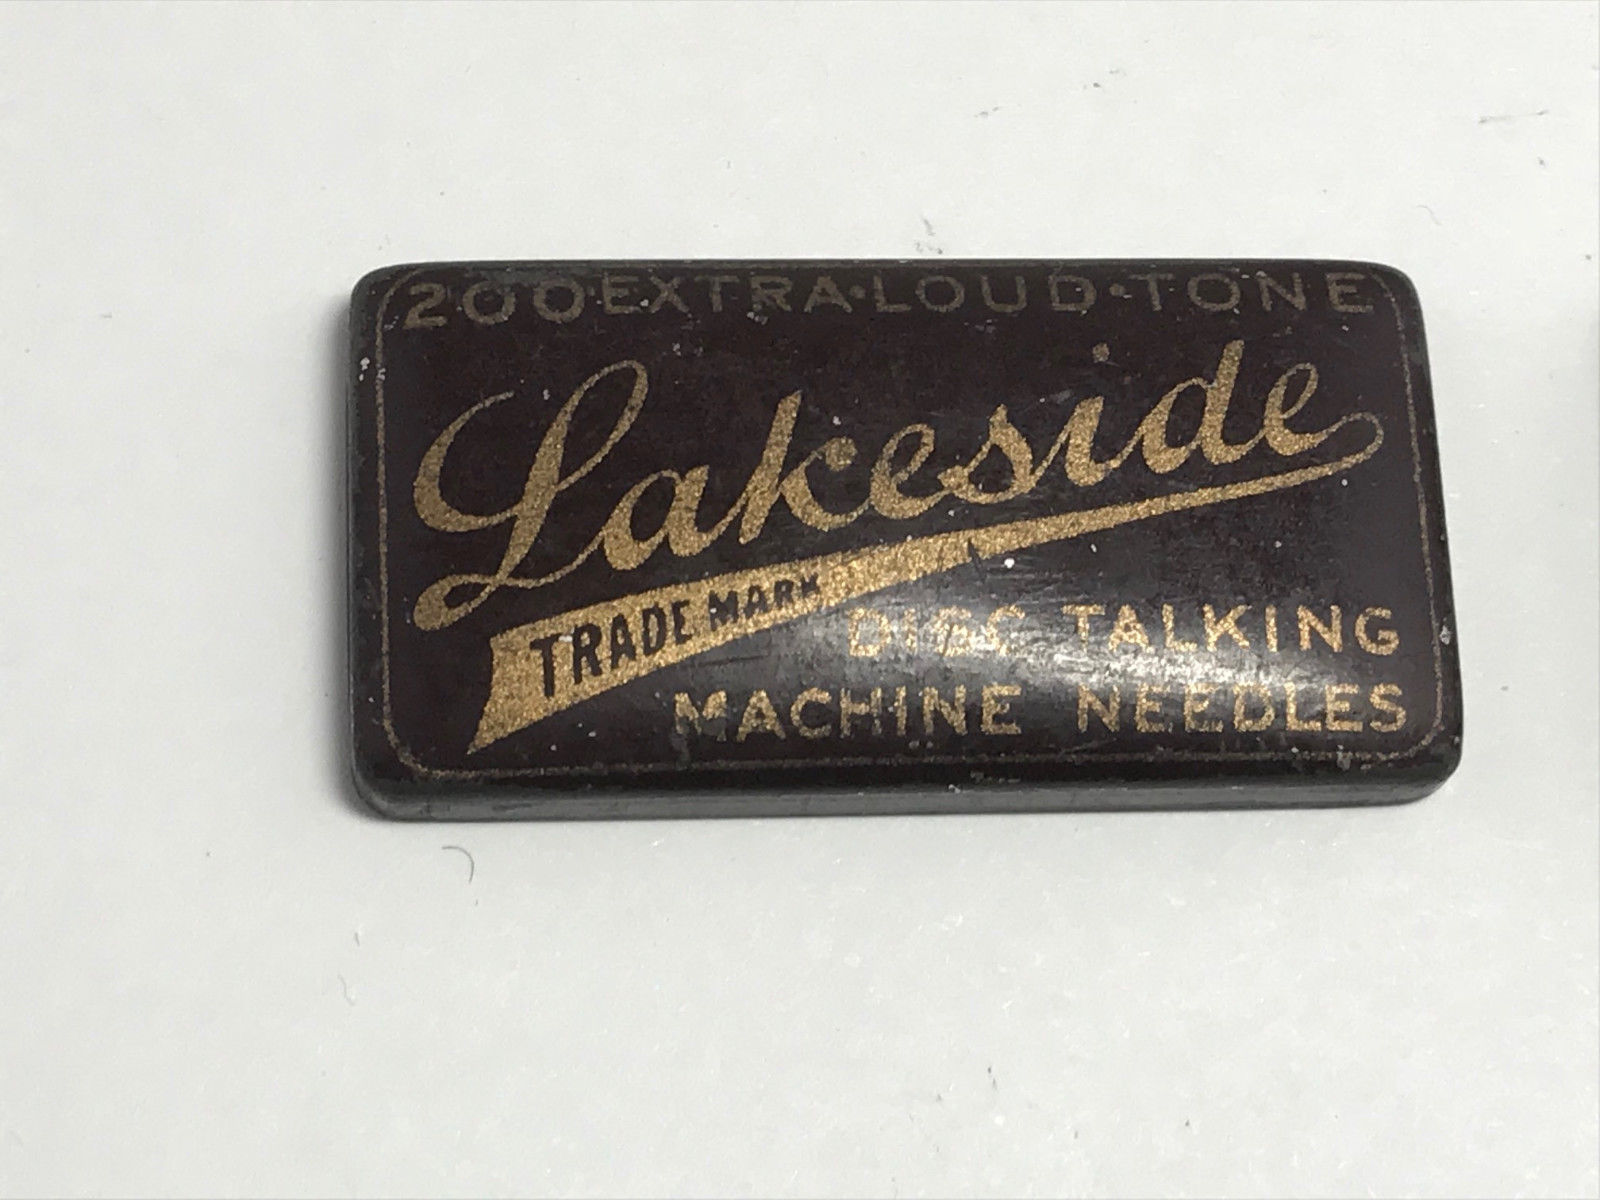 200 EXTRA·LOUD·TONE
Lakeside
TRADE MARK
DISC TALKING
MACHINE NEEDLES